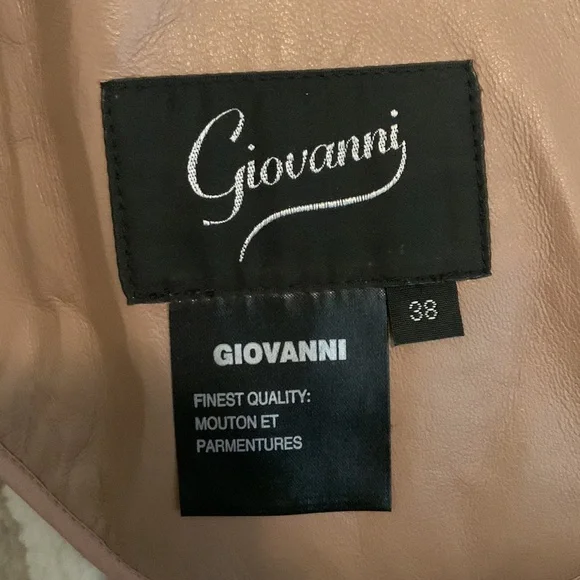 Giovanni
38
GIOVANNI
FINEST QUALITY:
MOUTON ET
PARMENTURES